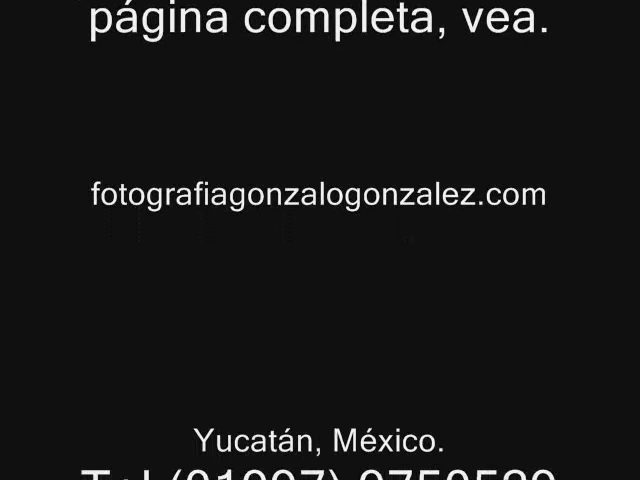 página completa, vea.
fotografiagonzalogonzalez.com
Yucatán, México.